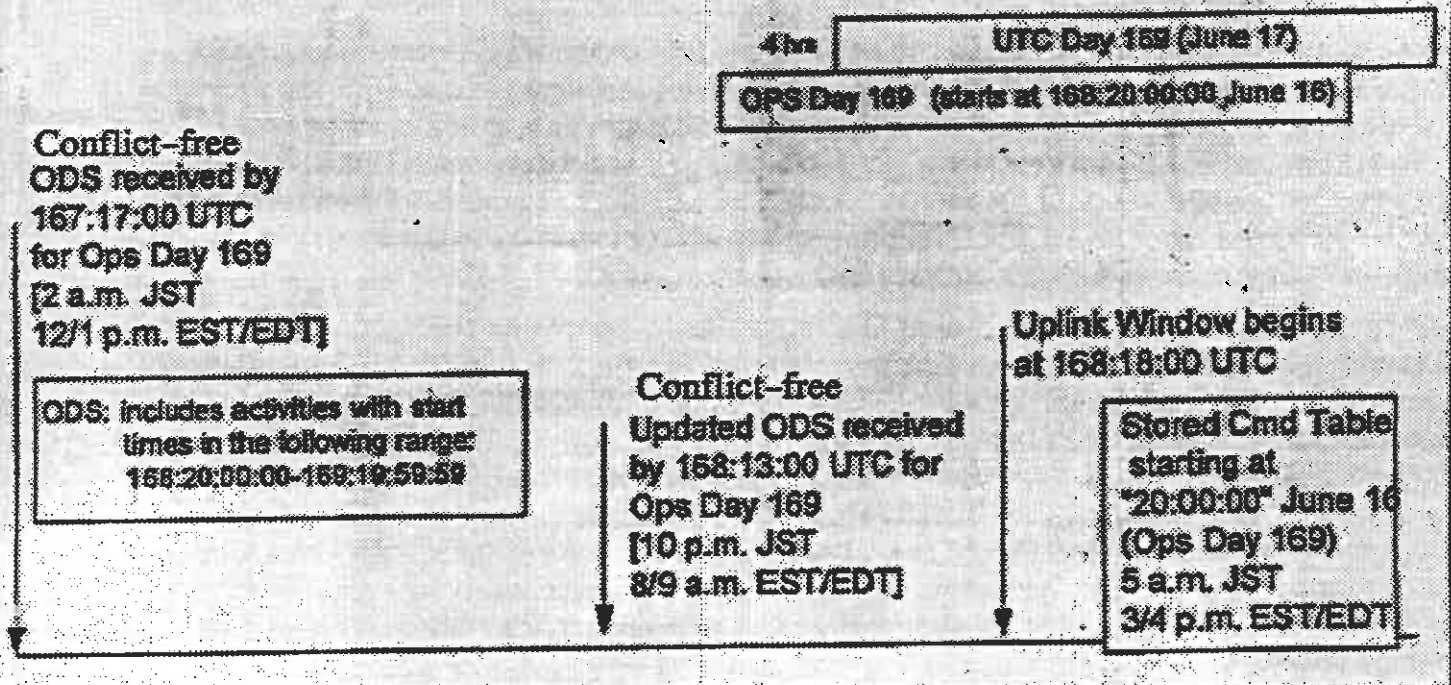 4 hrs
UTC Day 169 (June 17)
OPS Day 169 (starts at 168:20:00:00 June 16)
Conflict-free
ODS received by
167:17:00 UTC
for Ops Day 169
[2 a.m. JST
12/1 p.m. EST/EDT]
ODS: includes activities with start
times in the following range:
168:20:00:00-169:19:59:59
Conflict-free
Updated ODS received
by 168:13:00 UTC for
Ops Day 169
[10 p.m. JST
8/9 a.m. EST/EDT]
Uplink Window begins
at 168:18:00 UTC
Stored Cmd Table
starting at
"20:00:00" June 16
(Ops Day 169)
5 a.m. JST
3/4 p.m. EST/EDT